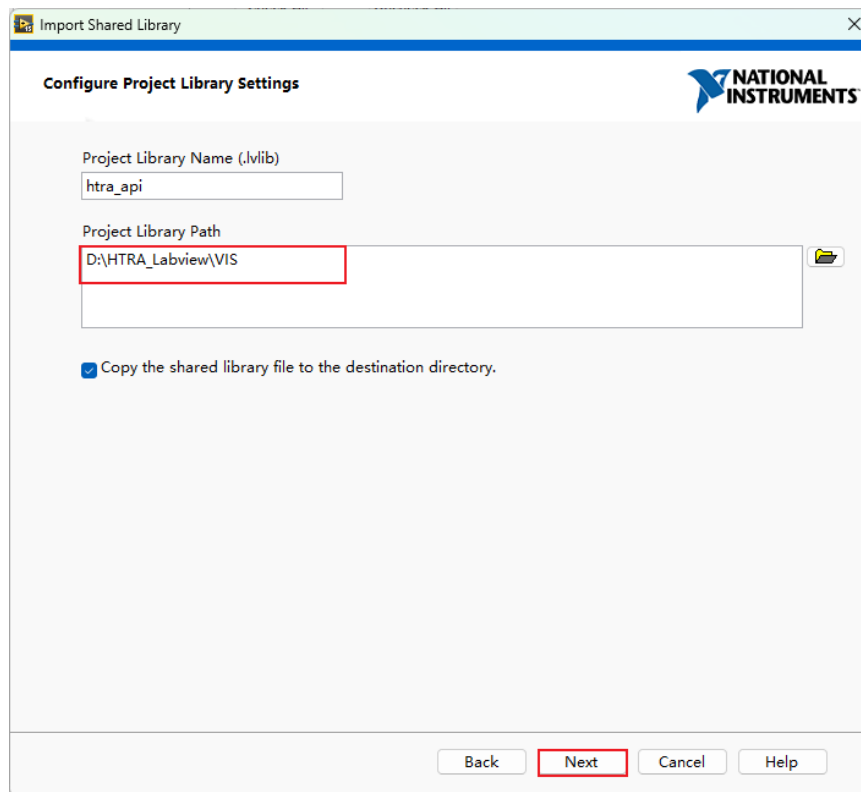 Import Shared Library
Configure Project Library Settings
NATIONAL
INSTRUMENTS
Project Library Name (.lvlib)
htra_api
Project Library Path
D:\HTRA_Labview\VIS
Copy the shared library file to the destination directory.
Back Next Cancel Help